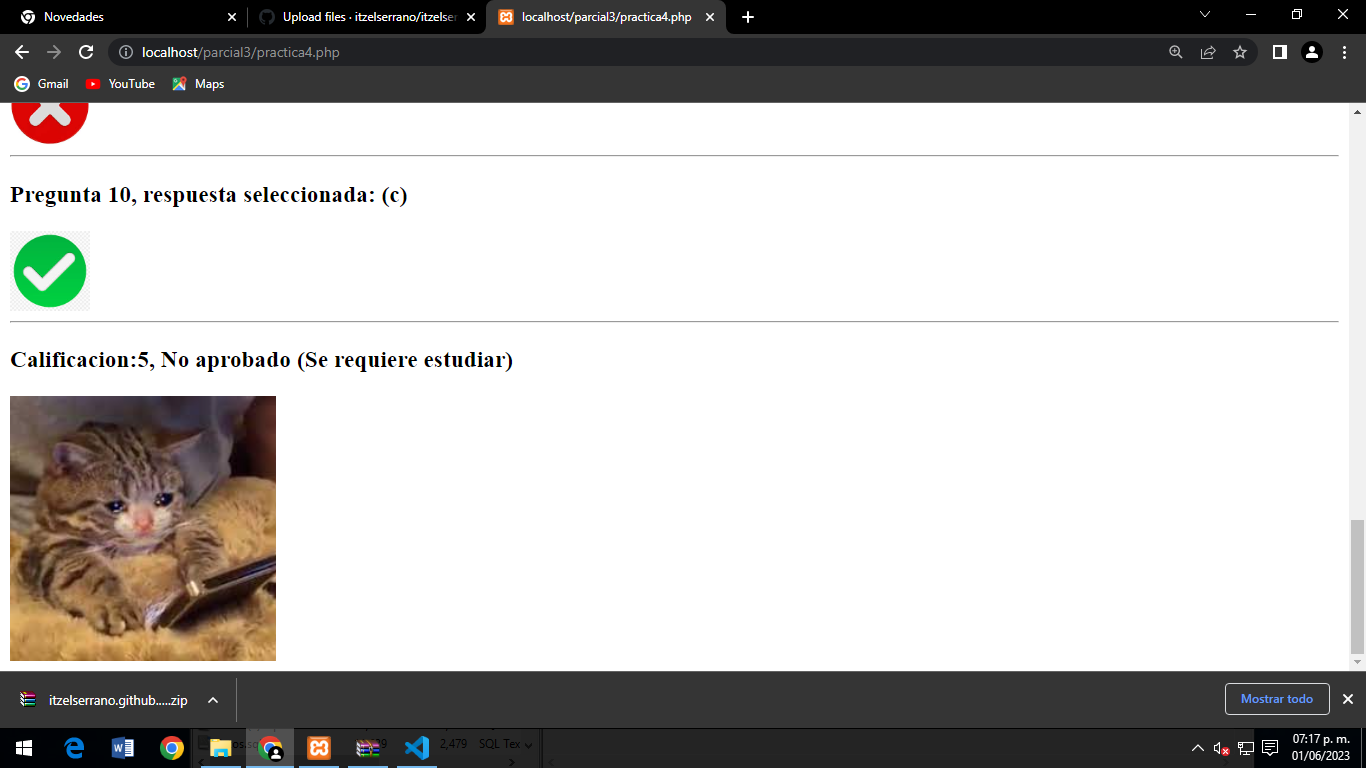 Novedades
Upload files · itzelserrano/itzelser
localhost/parcial3/practica4.php
localhost/parcial3/practica4.php
Gmail
YouTube
Maps
Pregunta 10, respuesta seleccionada: (c)
Calificacion:5, No aprobado (Se requiere estudiar)
itzelserrano.github.....zip
Mostrar todo
2,479 SQL Tex
07:17 p. m.
01/06/2023